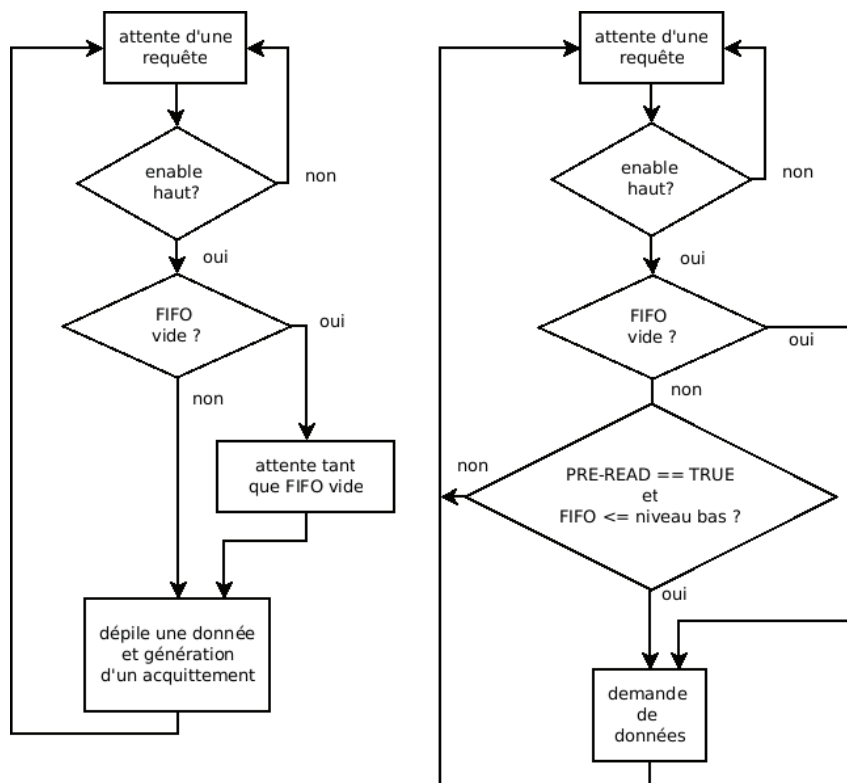 attente d'une
requête
enable
haut?
non
oui
FIFO
vide ?
oui
non
attente tant
que FIFO vide
dépile une donnée
et génération
d'un acquittement
attente d'une
requête
enable
haut?
non
oui
FIFO
vide ?
oui
non
PRE-READ == TRUE
et
FIFO <= niveau bas ?
non
oui
demande
de
données